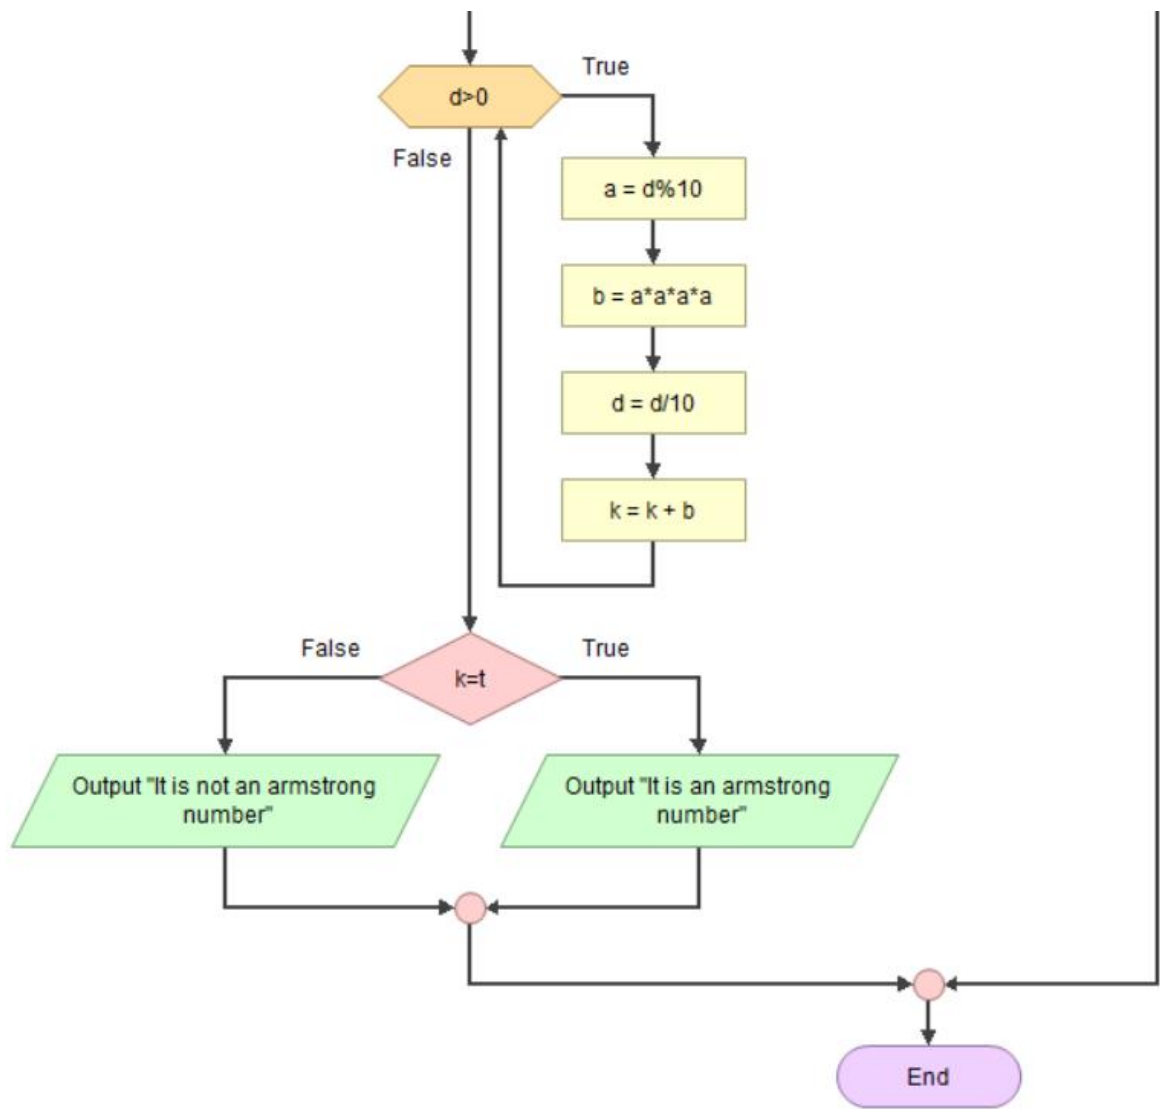 True
d>0
False
a = d%10
b = a*a*a*a
d = d/10
k = k + b
False
True
k=t
Output "It is not an armstrong
number"
Output "It is an armstrong
number"
End